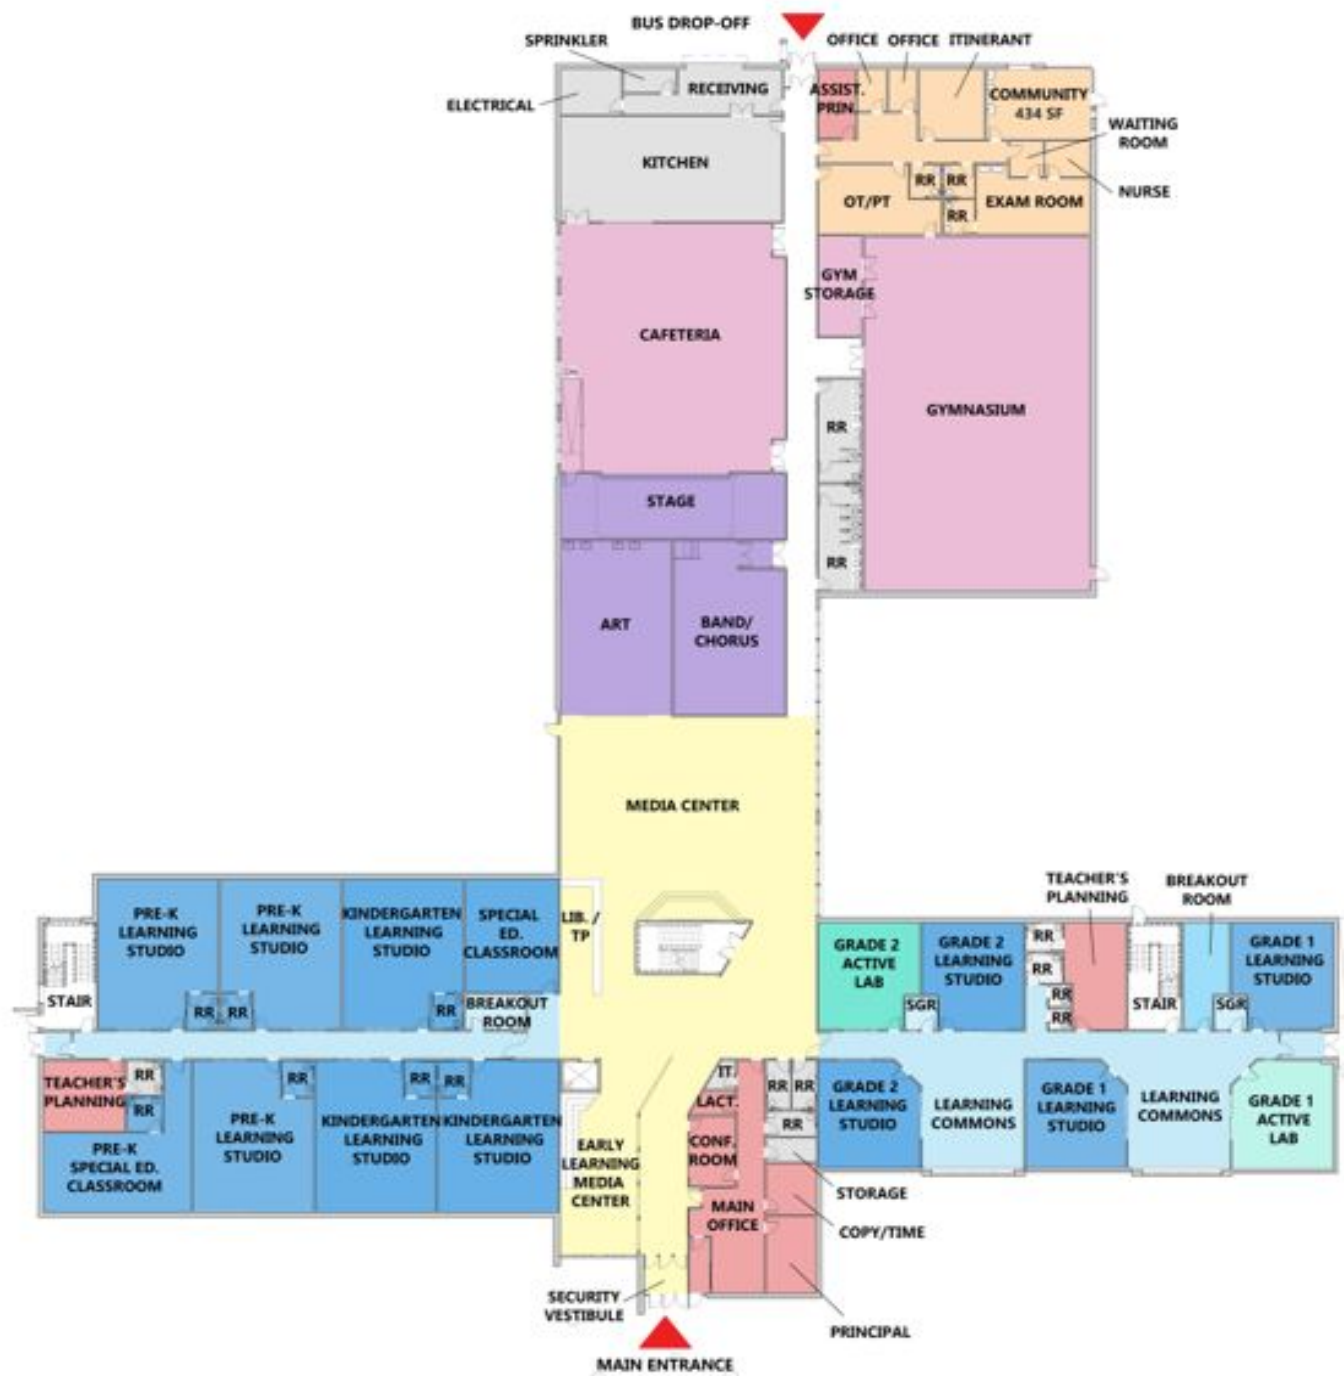 BUS DROP-OFF
SPRINKLER
OFFICE
OFFICE
ITINERANT
ELECTRICAL
RECEIVING
ASSIST.
PRIN.
COMMUNITY
434 SF
WAITING
ROOM
KITCHEN
RR
RR
NURSE
OT/PT
RR
EXAM ROOM
GYM
STORAGE
CAFETERIA
GYMNASIUM
RR
STAGE
RR
ART
BAND/
CHORUS
MEDIA CENTER
TEACHER'S
PLANNING
BREAKOUT
ROOM
PRE-K
LEARNING
STUDIO
PRE-K
LEARNING
STUDIO
KINDERGARTEN
LEARNING
STUDIO
SPECIAL
ED.
CLASSROOM
LIB. /
TP
GRADE 2
ACTIVE
LAB
GRADE 2
LEARNING
STUDIO
RR
RR
RR
RR
GRADE 1
LEARNING
STUDIO
STAIR
RR
RR
RR
BREAKOUT
ROOM
SGR
STAIR
SGR
TEACHER'S
PLANNING
RR
RR
RR
RR
RR
IT.
LACT.
RR
RR
RR
PRE-K
SPECIAL ED.
CLASSROOM
PRE-K
LEARNING
STUDIO
KINDERGARTEN
LEARNING
STUDIO
KINDERGARTEN
LEARNING
STUDIO
EARLY
LEARNING
MEDIA
CENTER
CONF.
ROOM
MAIN
OFFICE
GRADE 2
LEARNING
STUDIO
LEARNING
COMMONS
GRADE 1
LEARNING
STUDIO
LEARNING
COMMONS
GRADE 1
ACTIVE
LAB
STORAGE
COPY/TIME
SECURITY
VESTIBULE
PRINCIPAL
MAIN ENTRANCE